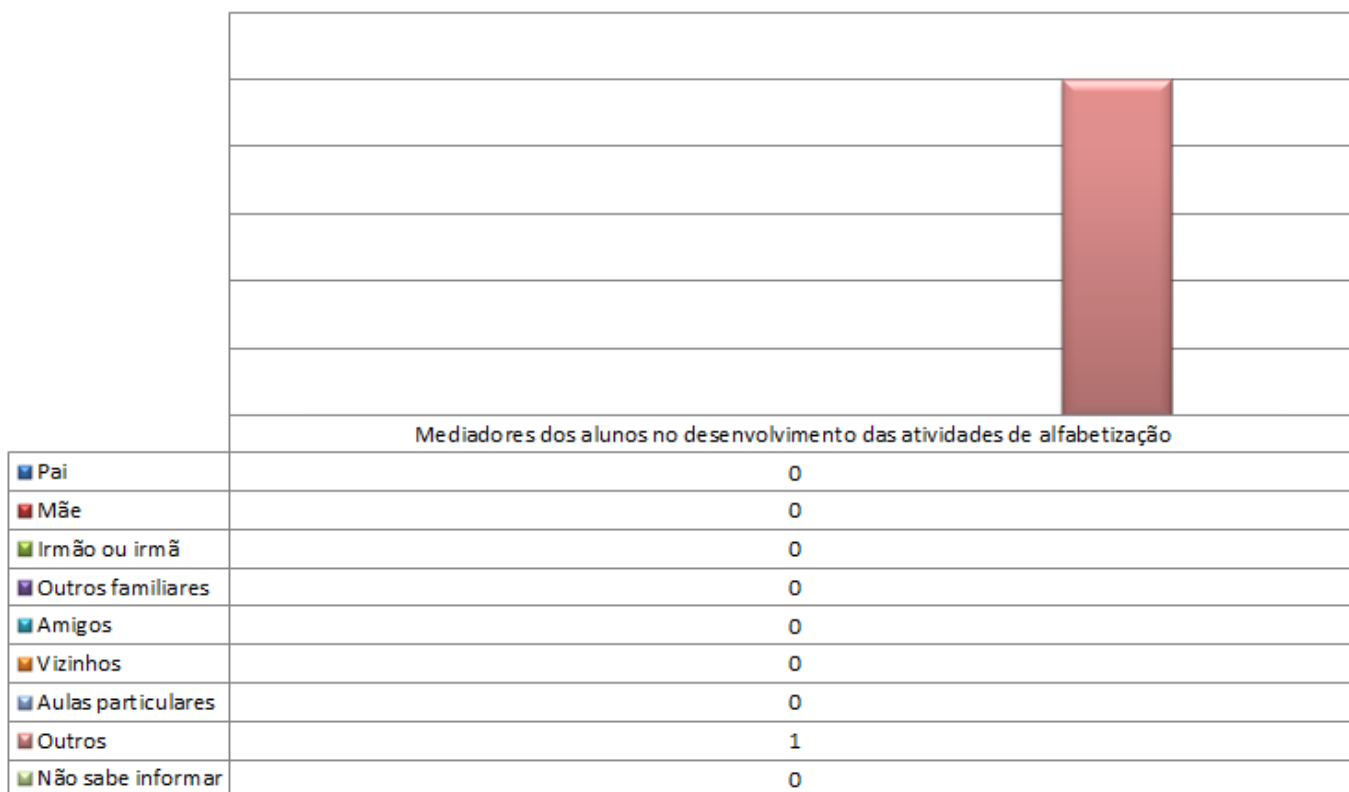 Mediadores dos alunos no desenvolvimento das atividades de alfabetização
Pai 0
Mãe 0
Irmão ou irmã 0
Outros familiares 0
Amigos 0
Vizinhos 0
Aulas particulares 0
Outros 1
Não sabe informar 0